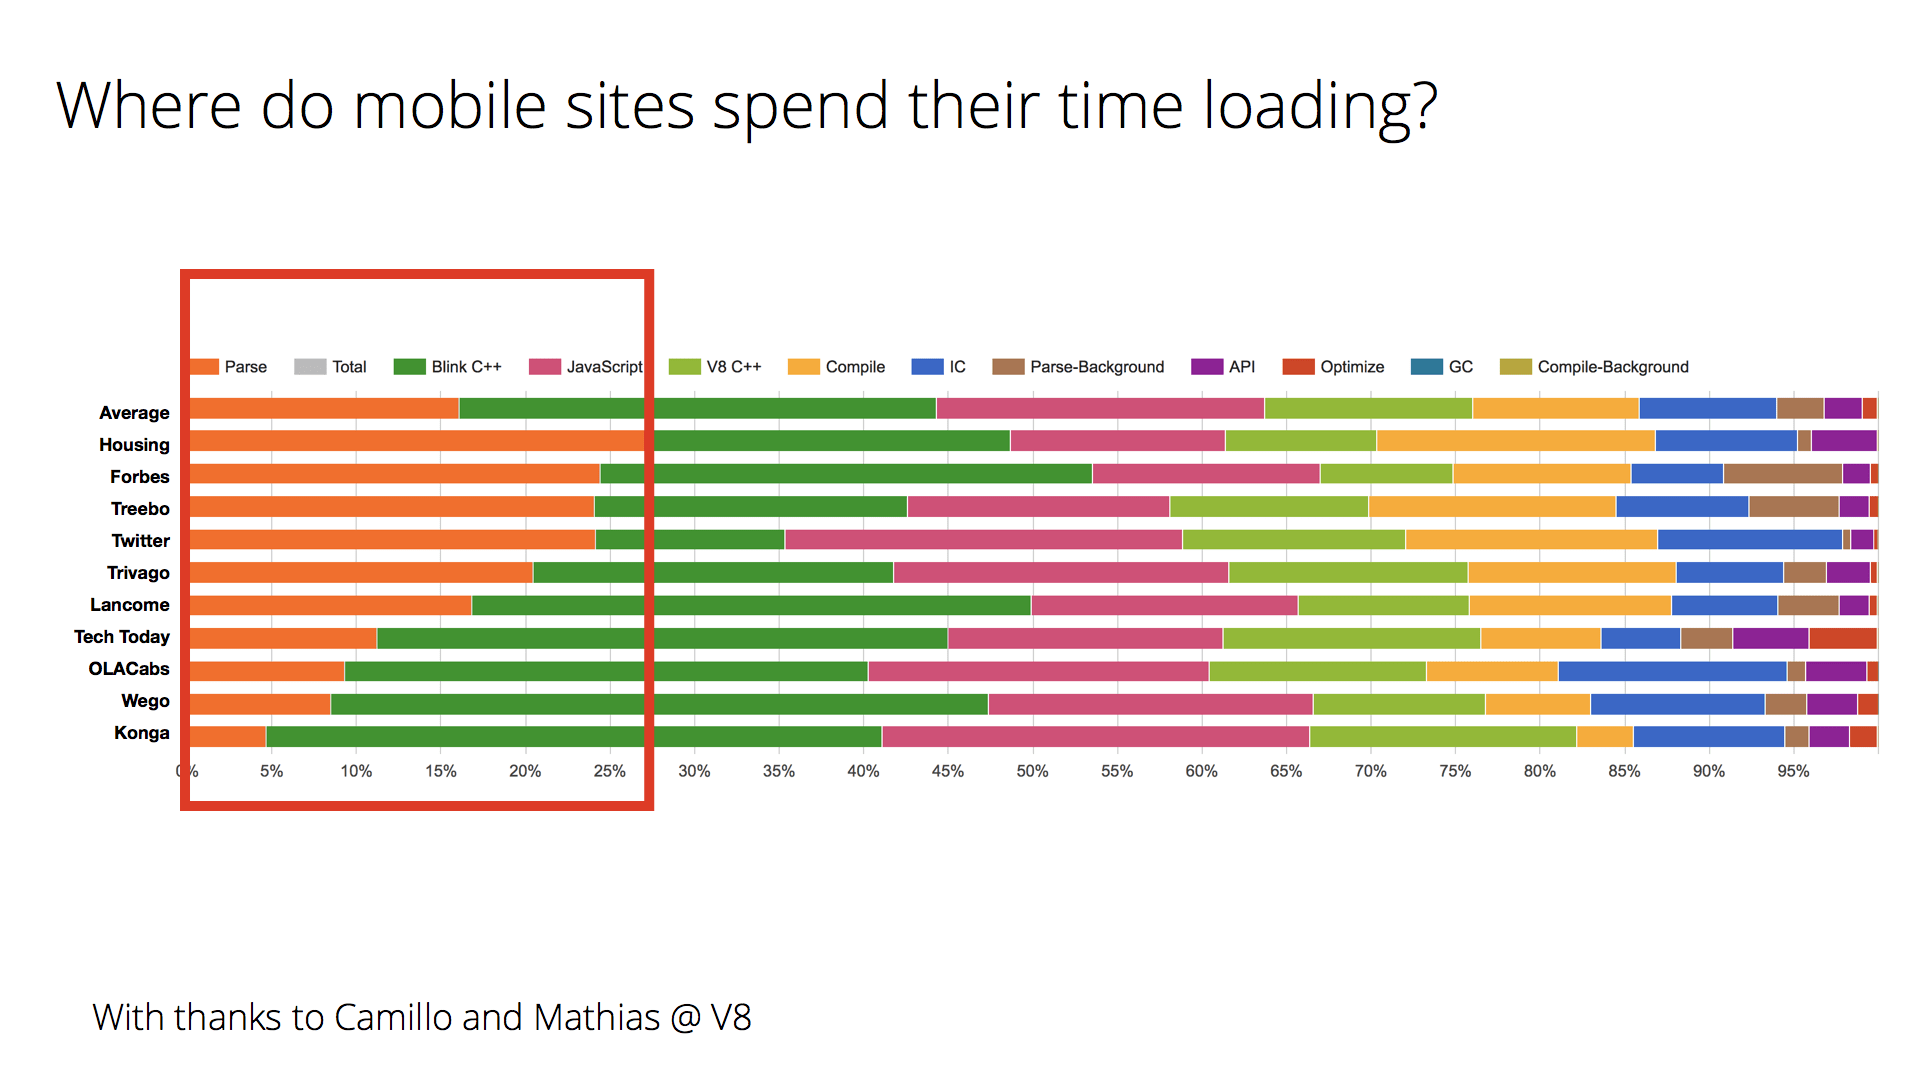 Where do mobile sites spend their time loading?
Parse Total Blink C++ JavaScript V8 C++ Compile IC Parse-Background API Optimize GC Compile-Background
Average
Housing
Forbes
Treebo
Twitter
Trivago
Lancome
Tech Today
OLACabs
Wego
Konga
0% 5% 10% 15% 20% 25% 30% 35% 40% 45% 50% 55% 60% 65% 70% 75% 80% 85% 90% 95%
With thanks to Camillo and Mathias @ V8